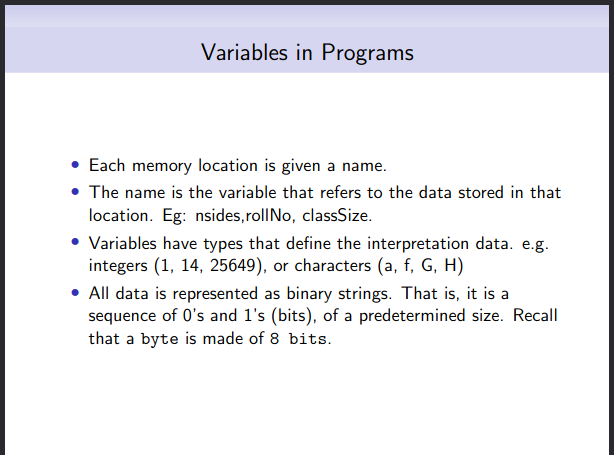 Variables in Programs
• Each memory location is given a name.
• The name is the variable that refers to the data stored in that
location. Eg: nsides,rollNo, classSize.
• Variables have types that define the interpretation data. e.g.
integers (1, 14, 25649), or characters (a, f, G, H)
• All data is represented as binary strings. That is, it is a
sequence of 0's and 1's (bits), of a predetermined size. Recall
that a byte is made of 8 bits.